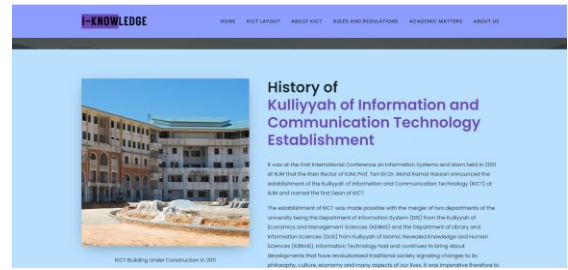 I-KNOWLEDGE
HOME KICT LAYOUT ABOUT KICT RULES AND REGULATIONS ACADEMIC MATTERS ABOUT US
History of
Kulliyyah of Information and
Communication Technology
Establishment
It was at the first International Conference on Information Systems and Islam held in 2001
at IIUM that the then Rector of IIUM, Prof. Tan Sri Dr. Mohd Kamal Hassan announced the
establishment of the Kulliyyah of Information and Communication Technology (KICT) at
IIUM and named the first Dean of KICT.
The establishment of KICT was made possible with the merger of two departments of the
university being the Department of Information System (DIS) from the Kulliyyah of
Economics and Management Sciences (KENMS) and the Department of Library and
Information Sciences (DLIS) from Kulliyyah of Islamic Revealed Knowledge and Human
Sciences (KIRKHS). Information Technology had and continues to bring about
developments that have revolutionized traditional society signaling changes to its
philosophy, culture, economy and many aspects of our lives. It was imperative therefore to
KICT Building Under Construction in 2011